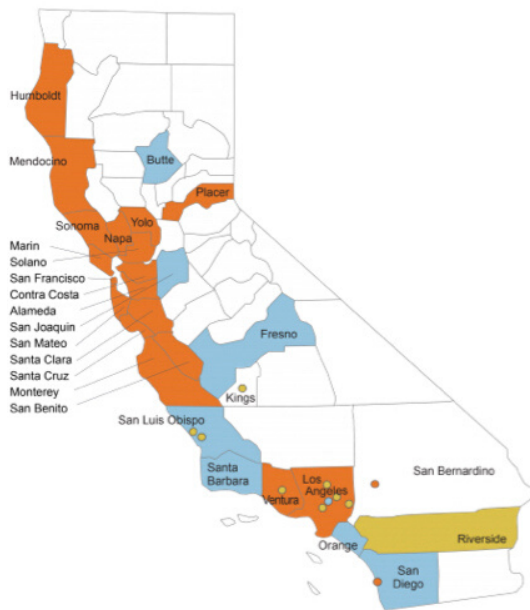 Humboldt
Mendocino
Butte
Placer
Sonoma
Yolo
Napa
Marin
Solano
San Francisco
Contra Costa
Alameda
San Joaquin
San Mateo
Santa Clara
Santa Cruz
Monterey
San Benito
Fresno
Kings
San Luis Obispo
Santa
Barbara
Ventura
Los
Angeles
San Bernardino
Orange
Riverside
San
Diego